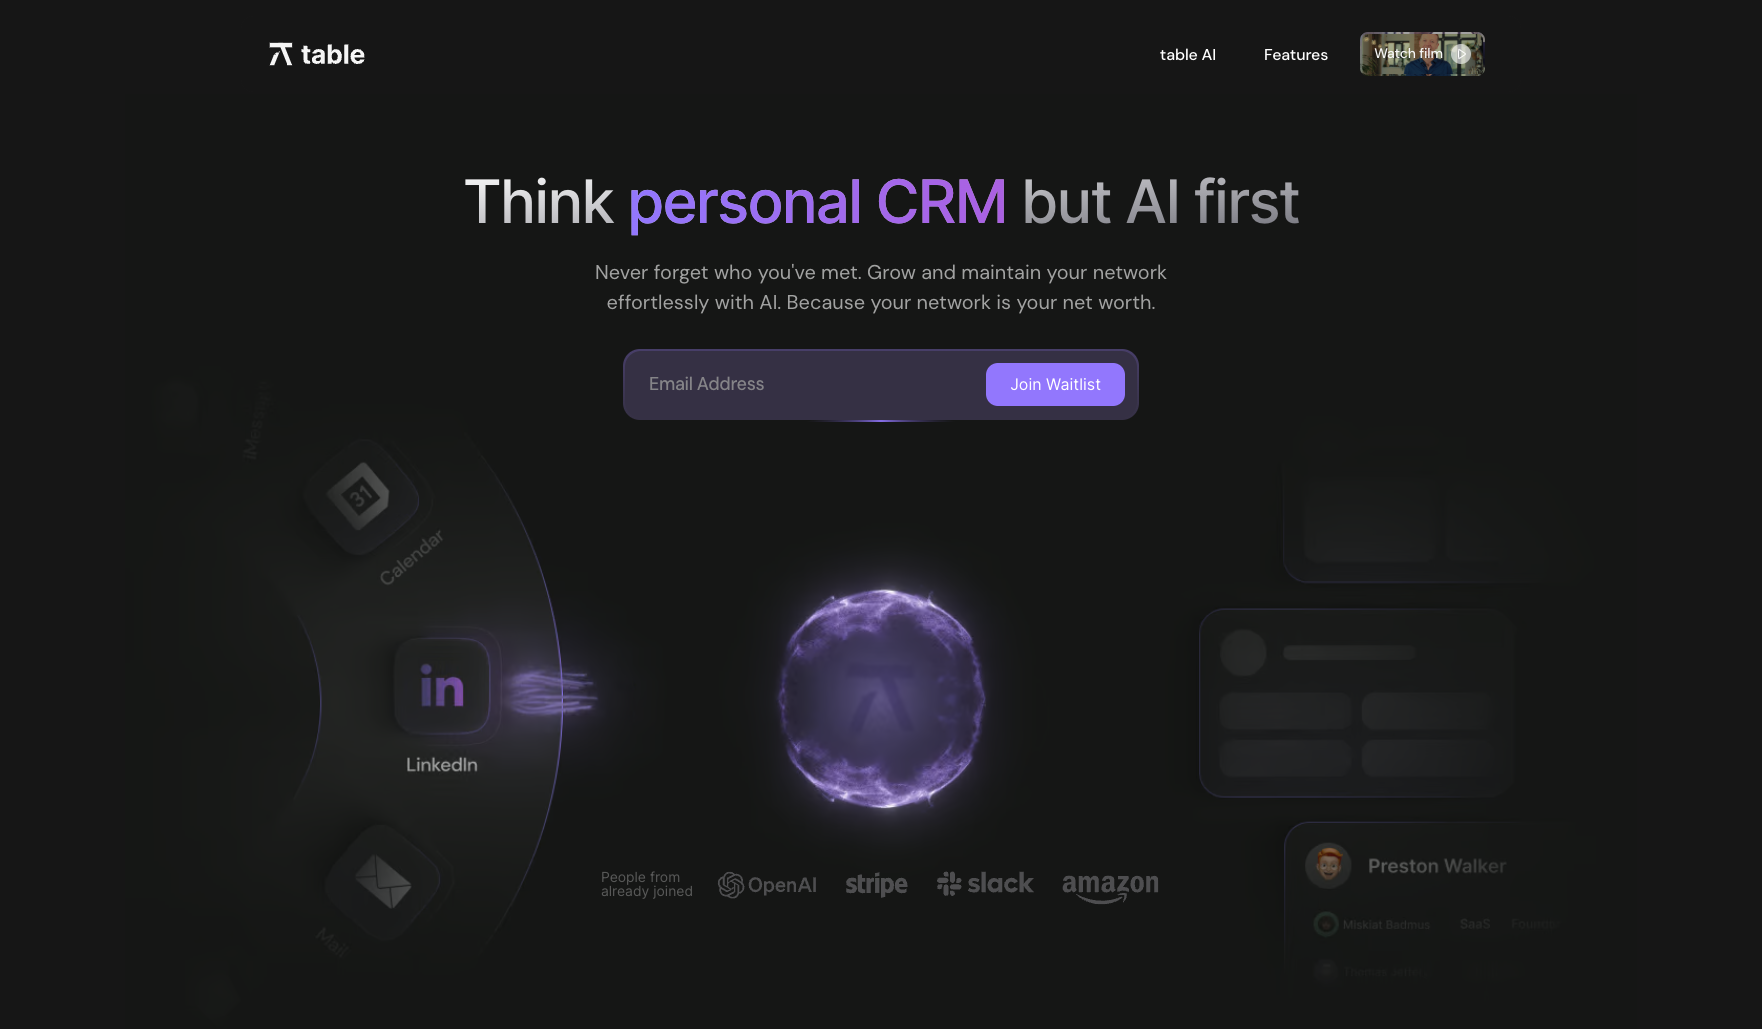 table
table AI
Features
Watch film
Think personal CRM but AI first
Never forget who you've met. Grow and maintain your network
effortlessly with AI. Because your network is your net worth.
Email Address
Join Waitlist
iMessage
31
Calendar
in
LinkedIn
Mail
People from
already joined
OpenAI
stripe
slack
amazon
Preston Walker
Miskiat Badmus
SaaS